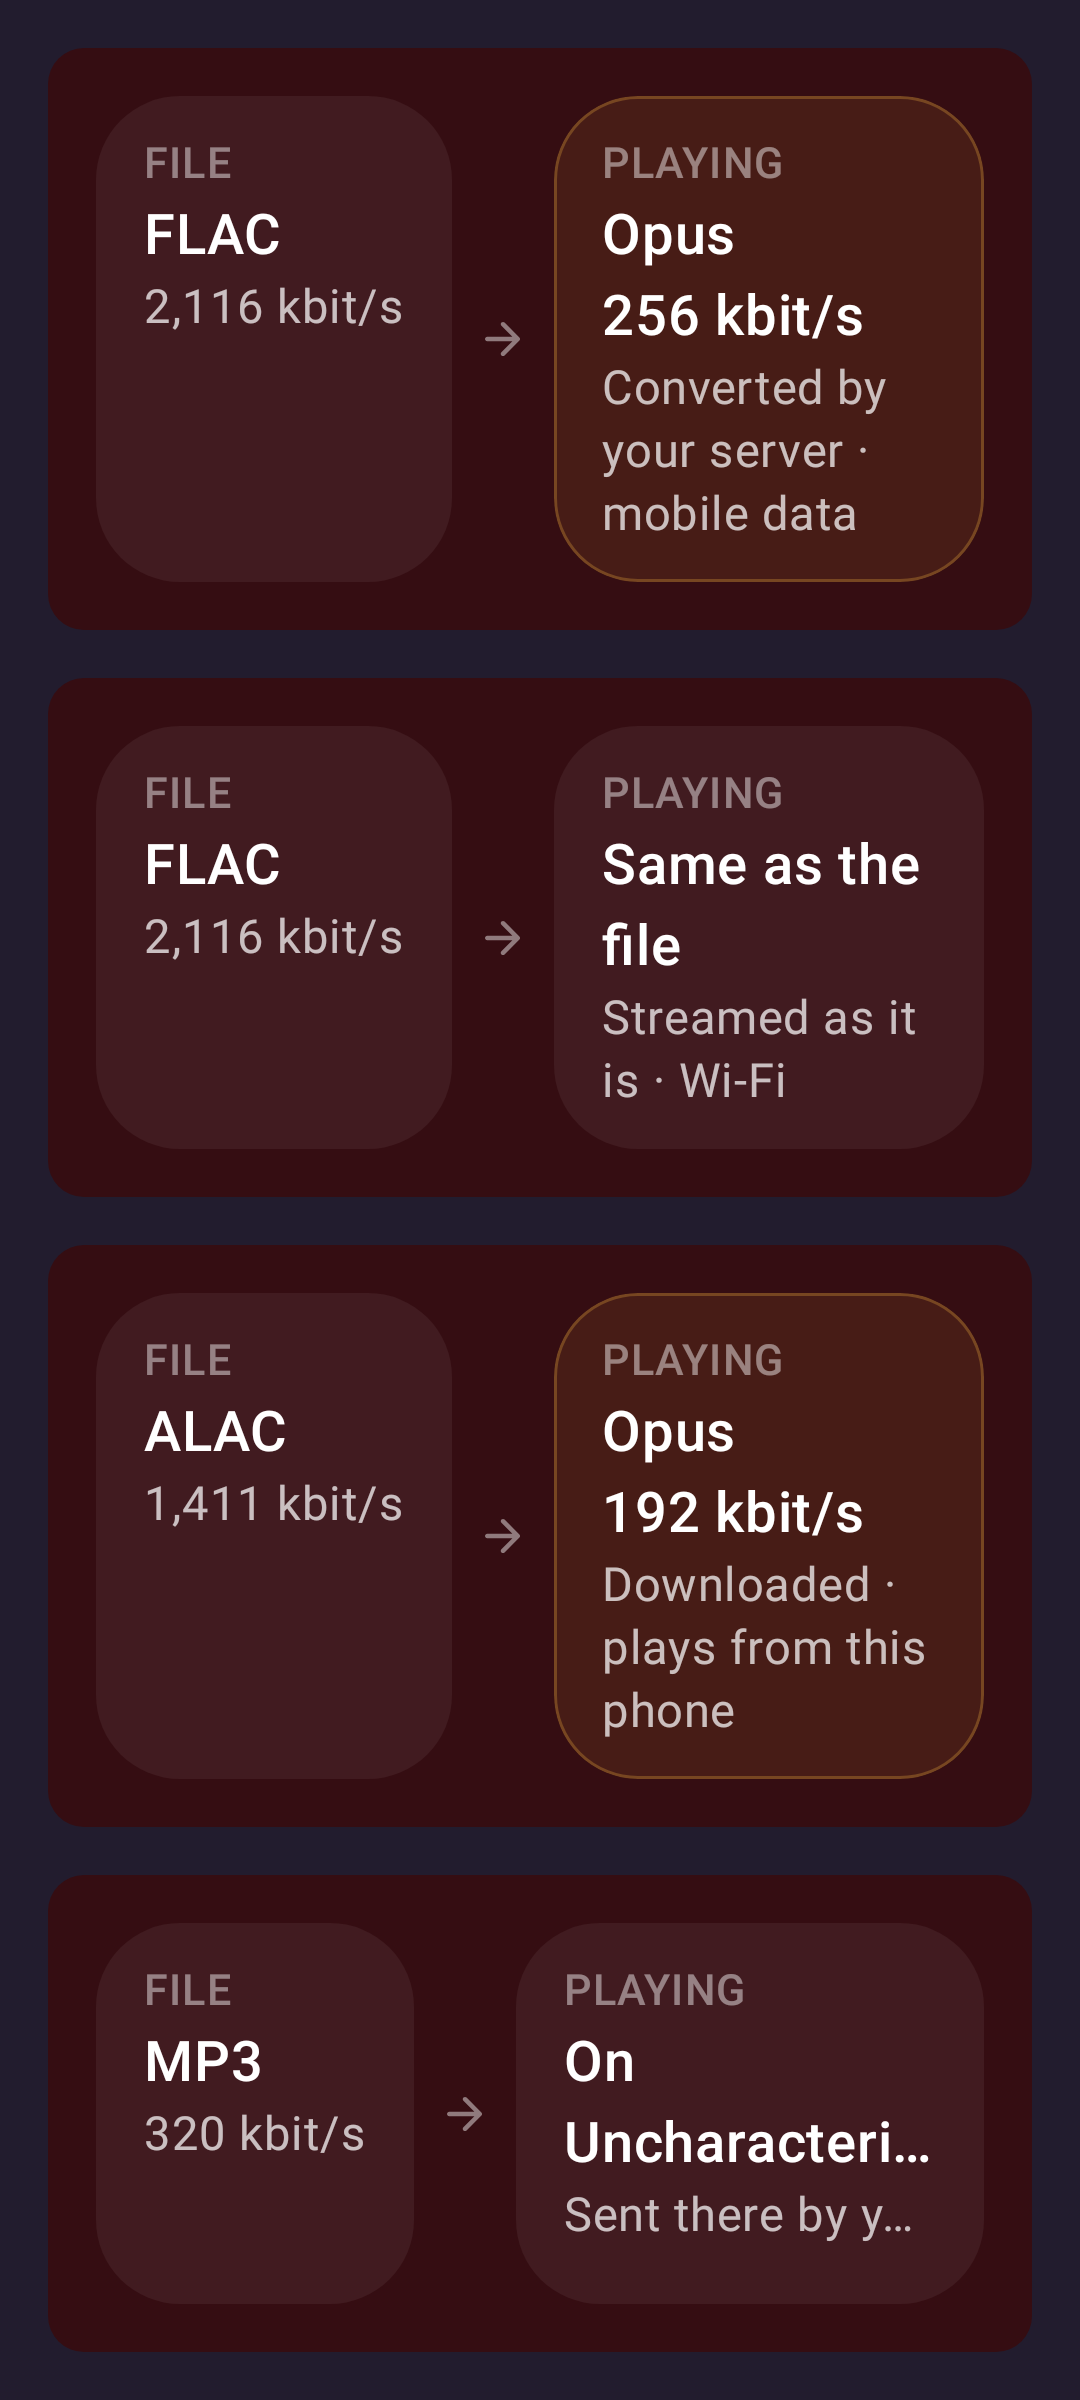 FILE
FLAC
2,116 kbit/s
PLAYING
Opus
256 kbit/s
Converted by
your server ·
mobile data
FILE
FLAC
2,116 kbit/s
PLAYING
Same as the
file
Streamed as it
is · Wi-Fi
FILE
ALAC
1,411 kbit/s
PLAYING
Opus
192 kbit/s
Downloaded ·
plays from this
phone
FILE
MP3
320 kbit/s
PLAYING
On
Uncharacteri…
Sent there by y…